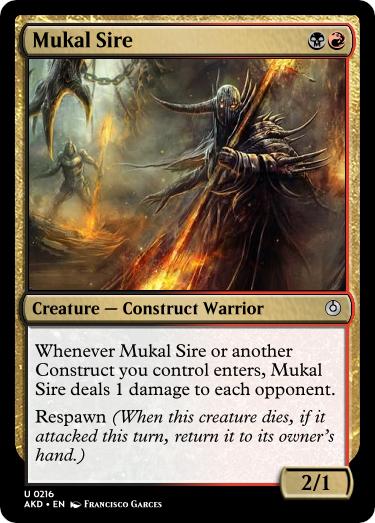 Mukal Sire
Creature — Construct Warrior
Whenever Mukal Sire or another
Construct you control enters, Mukal
Sire deals 1 damage to each opponent.
Respawn (When this creature dies, if it
attacked this turn, return it to its owner's
hand.)
2/1
U 0216
AKD • EN Francisco Garces